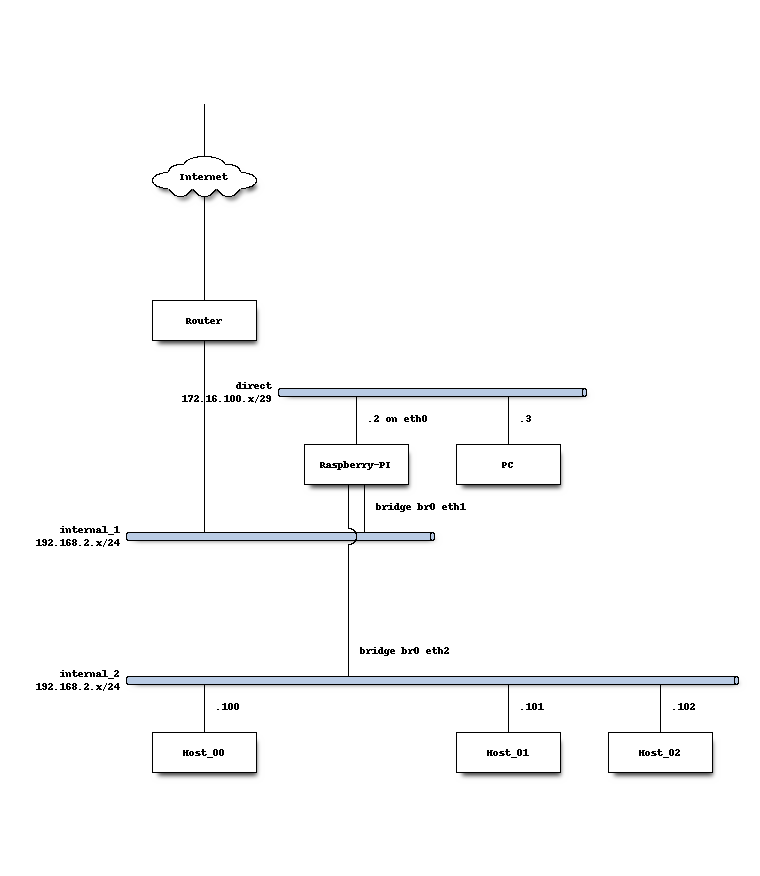 Internet
Router
direct
172.16.100.x/29
.2 on eth0
.3
Raspberry-PI
PC
bridge br0 eth1
internal_1
192.168.2.x/24
bridge br0 eth2
internal_2
192.168.2.x/24
.100
.101
.102
Host_00
Host_01
Host_02